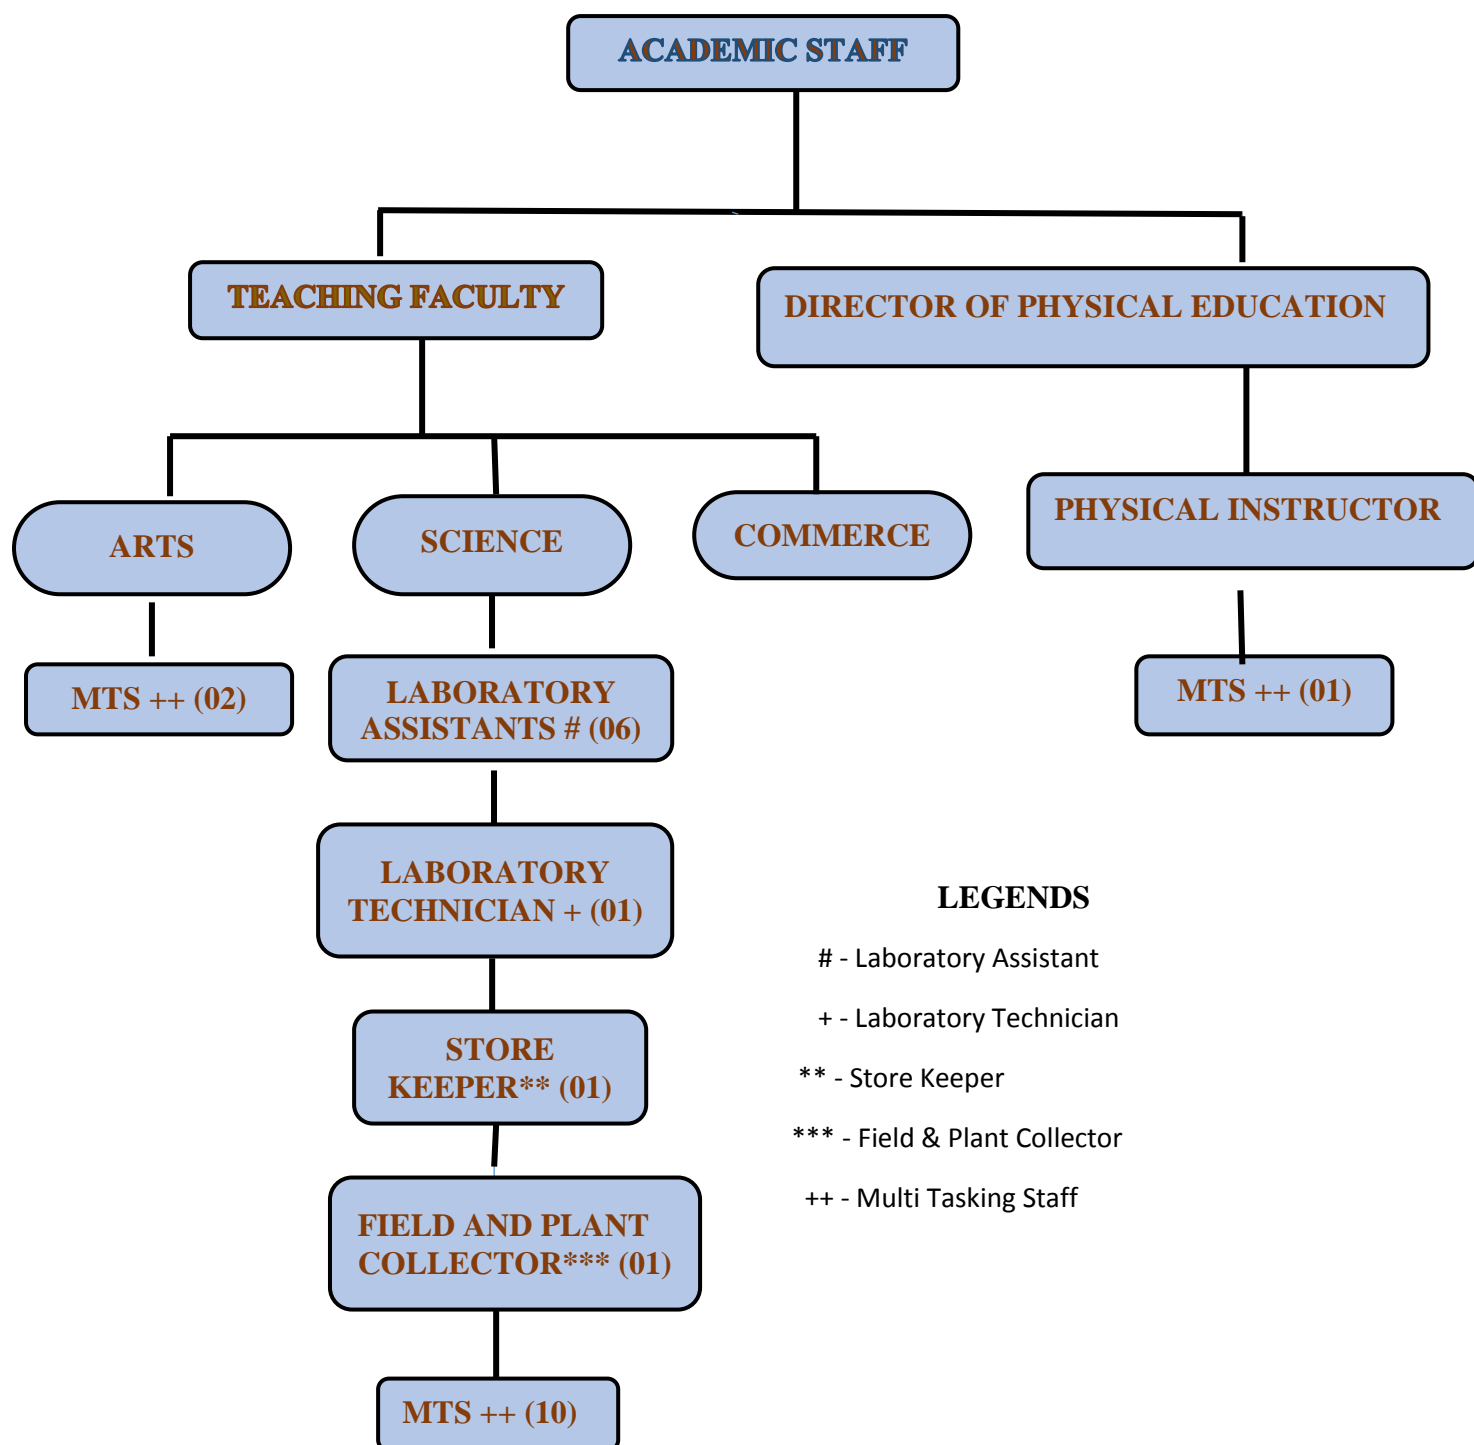 ACADEMIC STAFF
TEACHING FACULTY
DIRECTOR OF PHYSICAL EDUCATION
ARTS
SCIENCE
COMMERCE
PHYSICAL INSTRUCTOR
MTS ++ (02)
LABORATORY
ASSISTANTS # (06)
MTS ++ (01)
LABORATORY
TECHNICIAN + (01)
STORE
KEEPER** (01)
FIELD AND PLANT
COLLECTOR*** (01)
MTS ++ (10)
LEGENDS
# - Laboratory Assistant
+ - Laboratory Technician
** - Store Keeper
*** - Field & Plant Collector
++ - Multi Tasking Staff